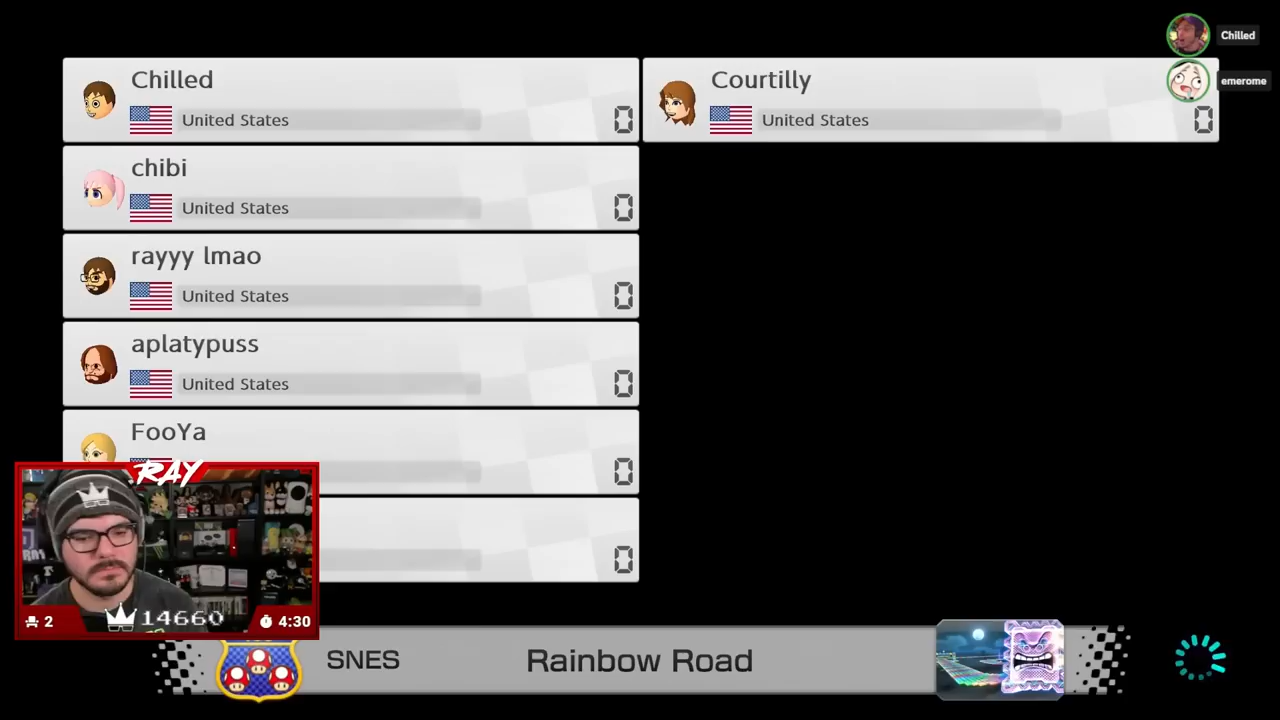 Chilled
United States
0
Courtilly
United States
0
chibi
United States
0
rayyy lmao
United States
0
aplatypuss
United States
0
FooYa
0
0
RAY
2
14660
4:30
SNES
Rainbow Road
Chilled
emerome